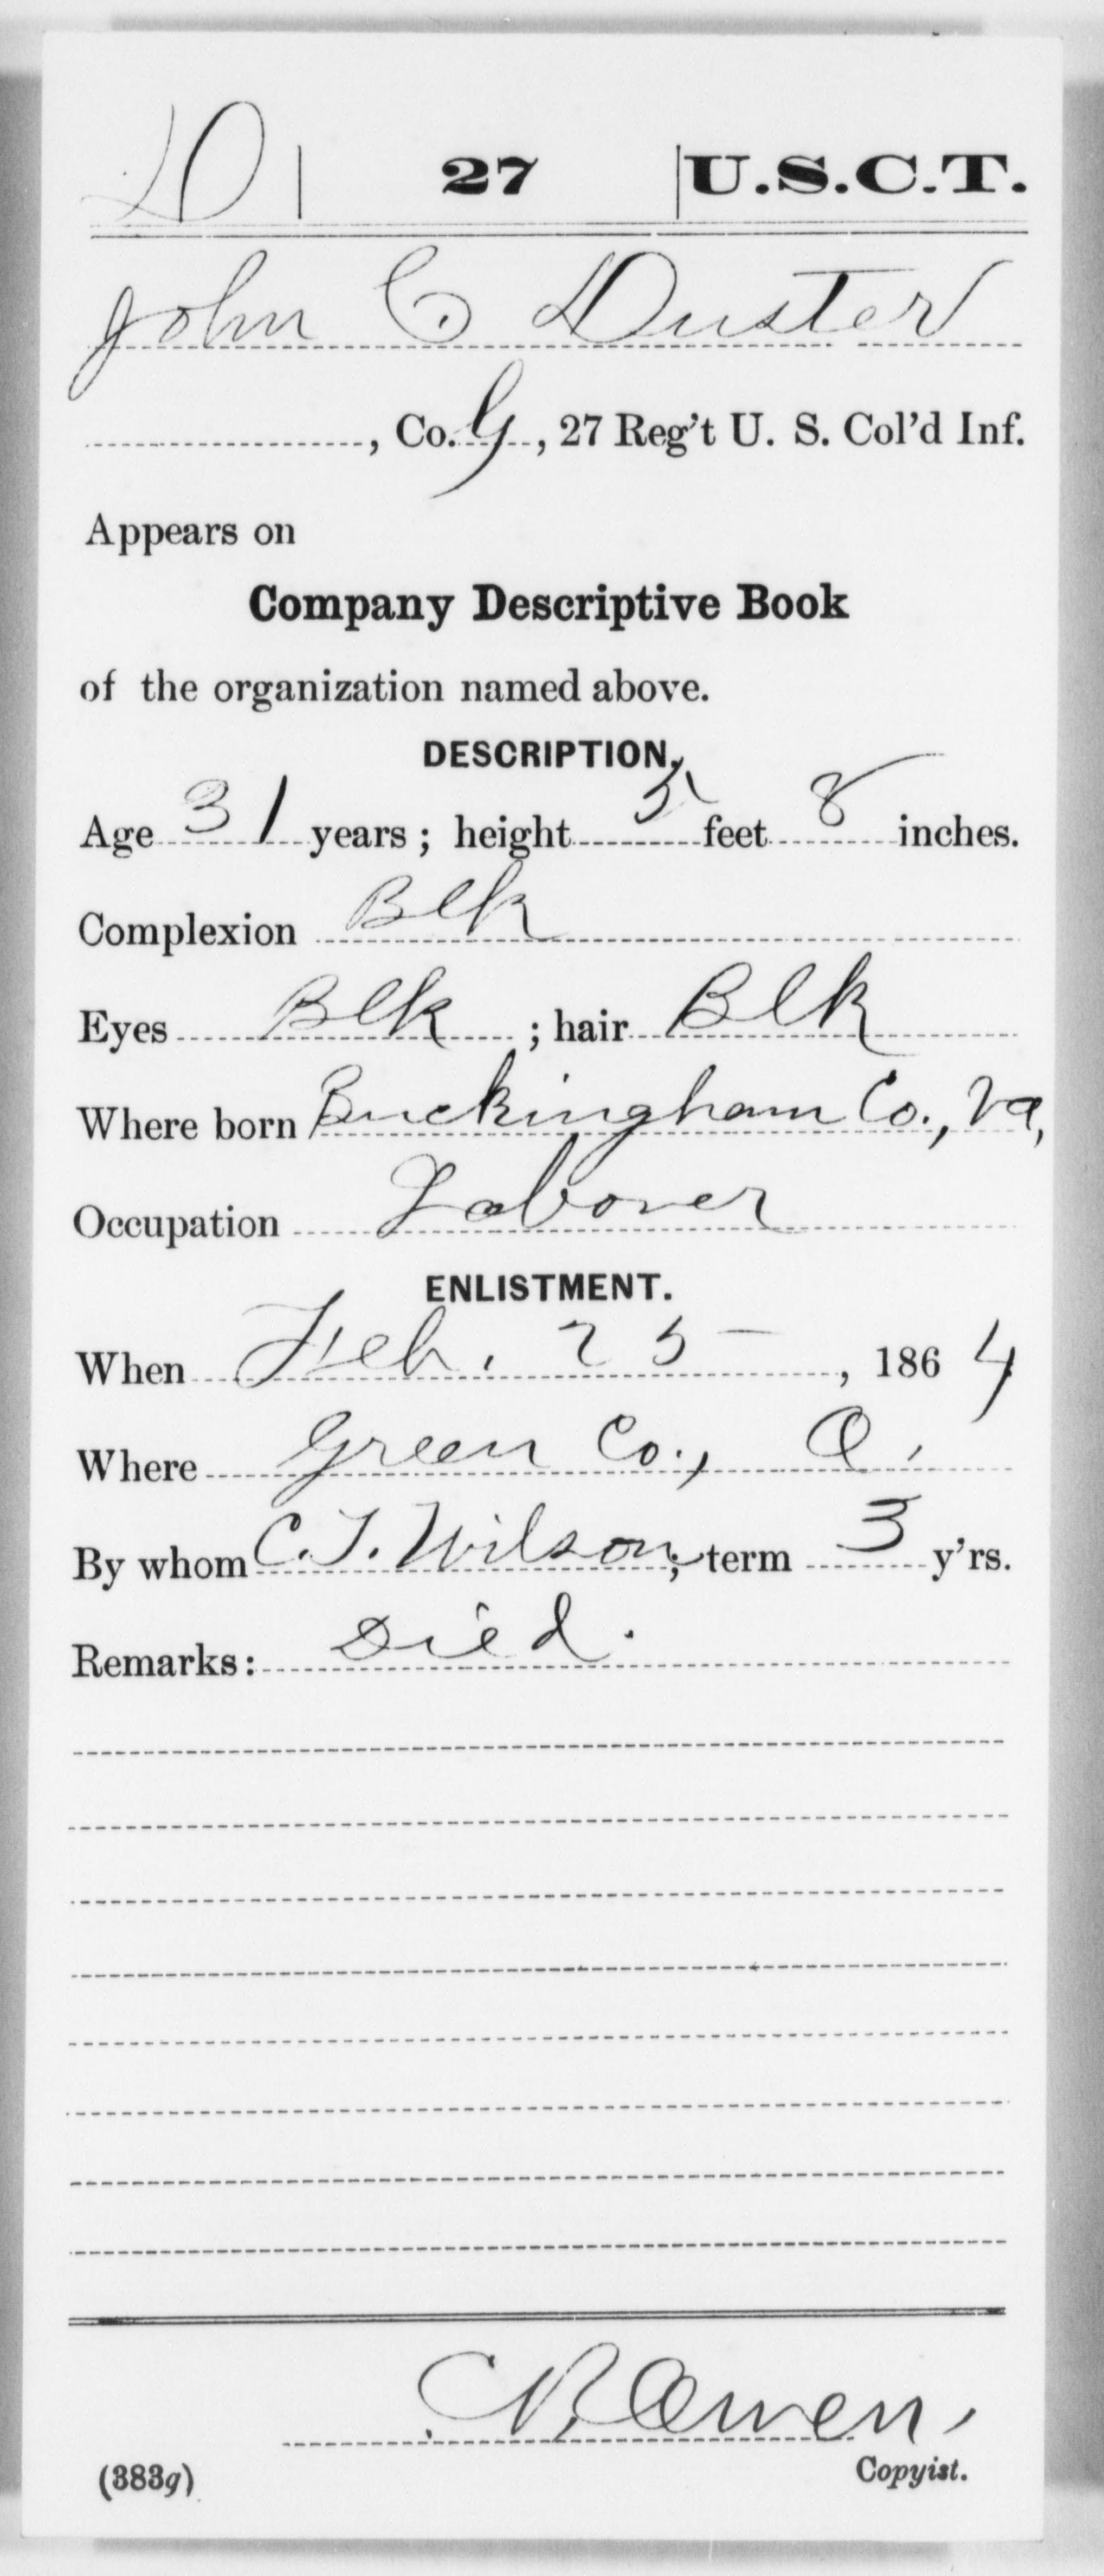 D | 27 | U.S.C.T.
John C Duster
, Co. G, 27 Reg't U. S. Col'd Inf.
Appears on
Company Descriptive Book
of the organization named above.
DESCRIPTION.
Age 31 years; height 5 feet 8 inches.
Complexion Blk
Eyes Blk ; hair Blk
Where born Buckingham Co., Va,
Occupation Laborer
ENLISTMENT.
When Feb. 25 , 1864
Where Green Co., O.
By whom C. T. Wilson; term 3 y'rs.
Remarks: Died.
Owen.
(383g) Copyist.